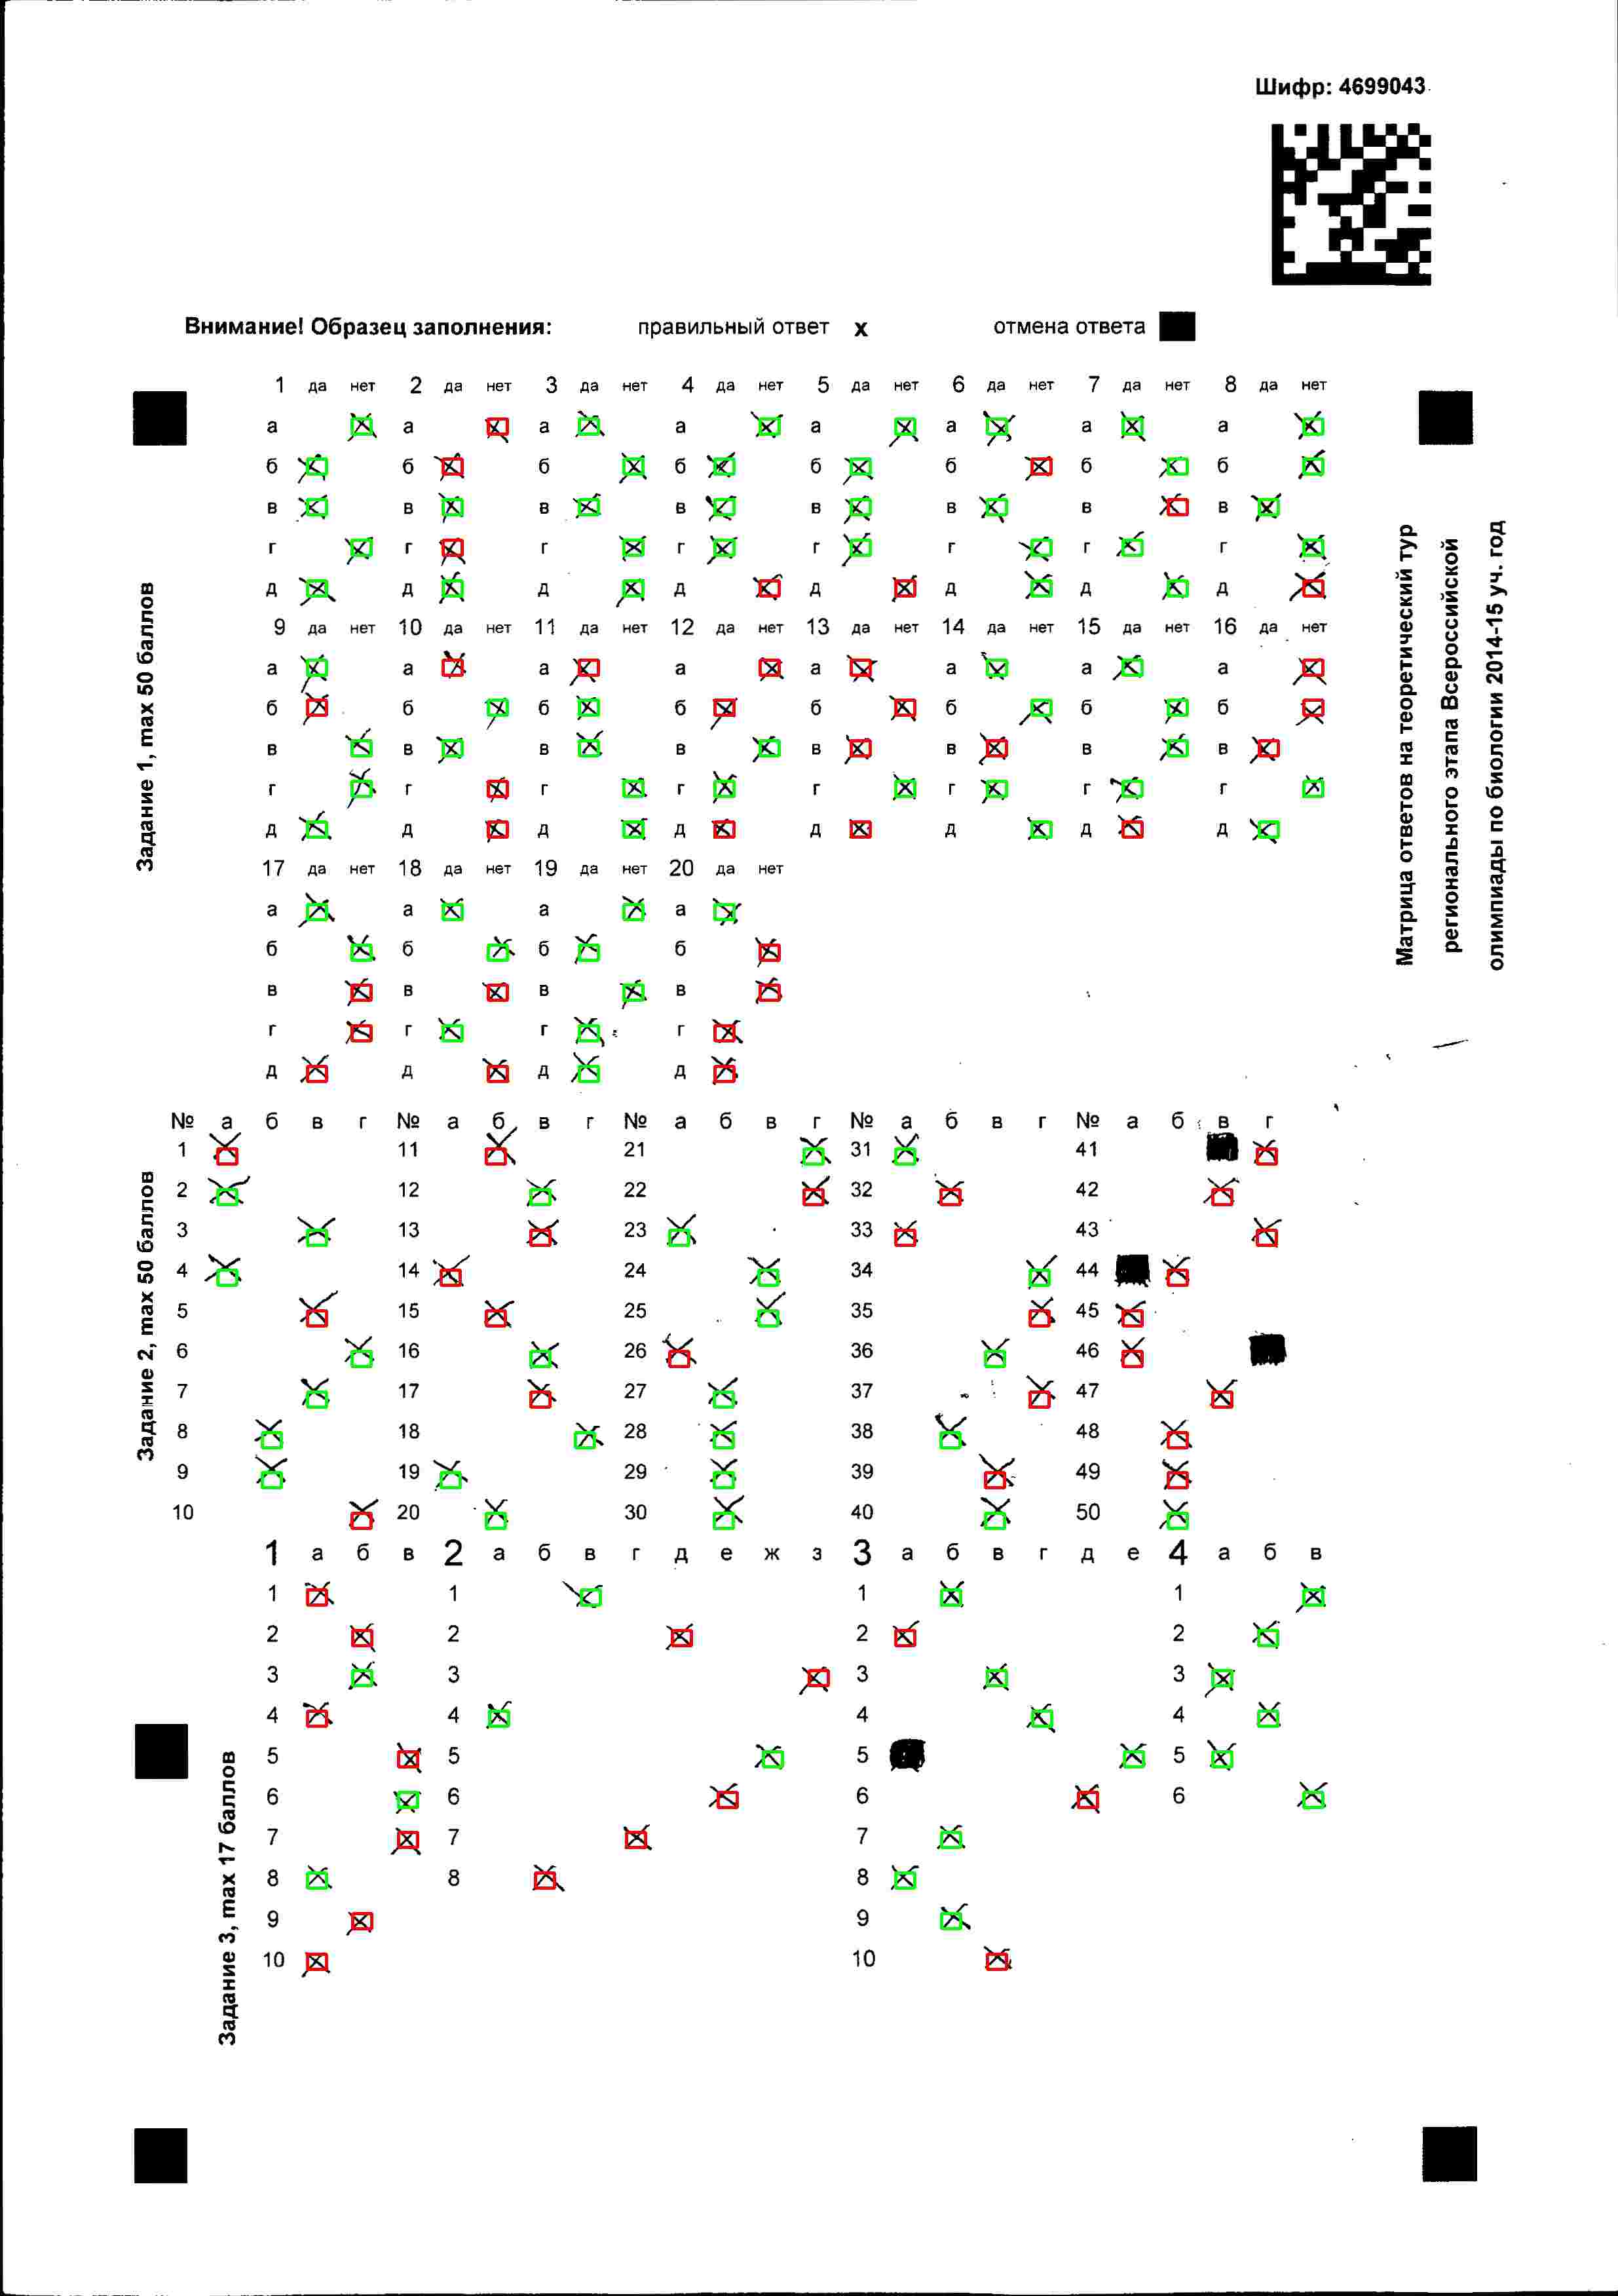 Шифр: 4699043
Внимание! Образец заполнения: правильный ответ x отмена ответа
Задание 1, max 50 баллов
1 да нет 2 да нет 3 да нет 4 да нет 5 да нет 6 да нет 7 да нет 8 да нет
а а а а а а а а
б б б б б б б б
в в в в в в в в
г г г г г г г г
д д д д д д д д
9 да нет 10 да нет 11 да нет 12 да нет 13 да нет 14 да нет 15 да нет 16 да нет
а а а а а а а а
б б б б б б б б
в в в в в в в в
г г г г г г г г
д д д д д д д д
17 да нет 18 да нет 19 да нет 20 да нет
а а а а
б б б б
в в в в
г г г г
д д д д
Матрица ответов на теоретический тур
регионального этапа Всероссийской
олимпиады по биологии 2014-15 уч. год
Задание 2, max 50 баллов
№ а б в г № а б в г № а б в г № а б в г № а б в г
1 11 21 31 41
2 12 22 32 42
3 13 23 33 43
4 14 24 34 44
5 15 25 35 45
6 16 26 36 46
7 17 27 37 47
8 18 28 38 48
9 19 29 39 49
10 20 30 40 50
Задание 3, max 17 баллов
1 а б в 2 а б в г д е ж з 3 а б в г д е 4 а б в
1 1 1 1
2 2 2 2
3 3 3 3
4 4 4 4
5 5 5 5
6 6 6 6
7 7 7
8 8 8
9 9
10 10